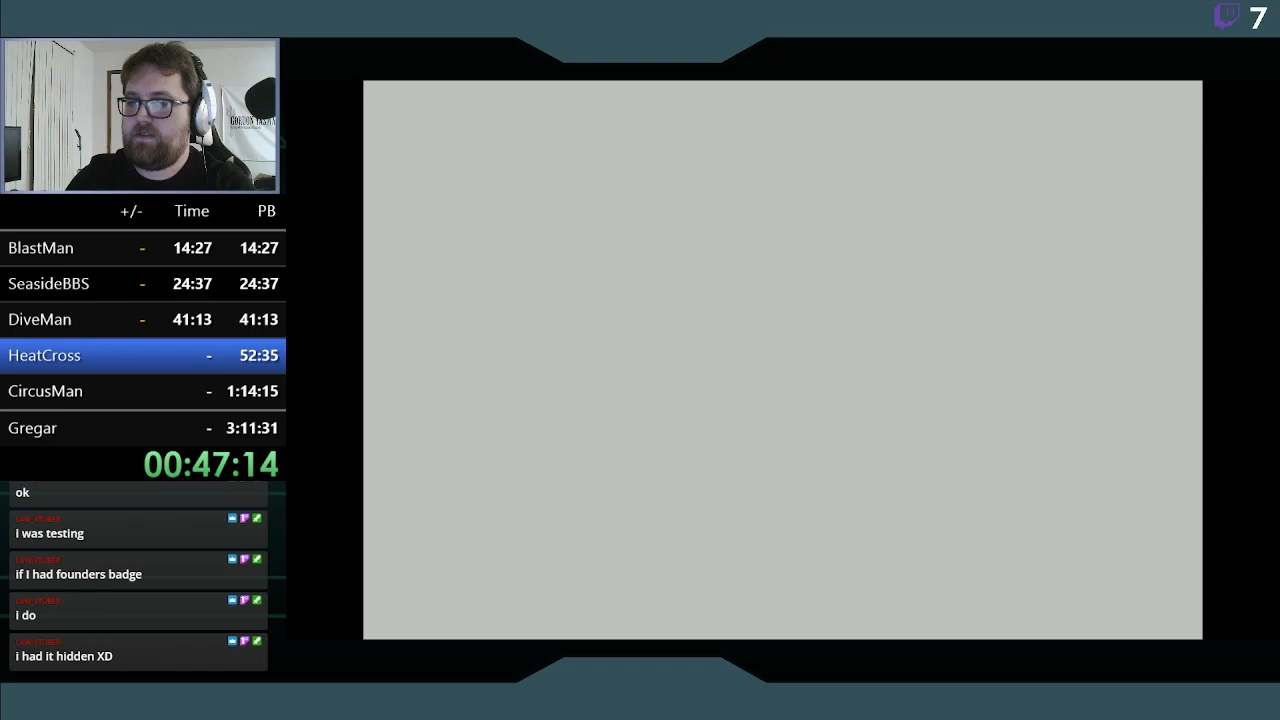 7
+/- Time PB
BlastMan - 14:27 14:27
SeasideBBS - 24:37 24:37
DiveMan - 41:13 41:13
HeatCross - 52:35
CircusMan - 1:14:15
Gregar - 3:11:31
00:47:14
ok
i was testing
if I had founders badge
i do
i had it hidden XD